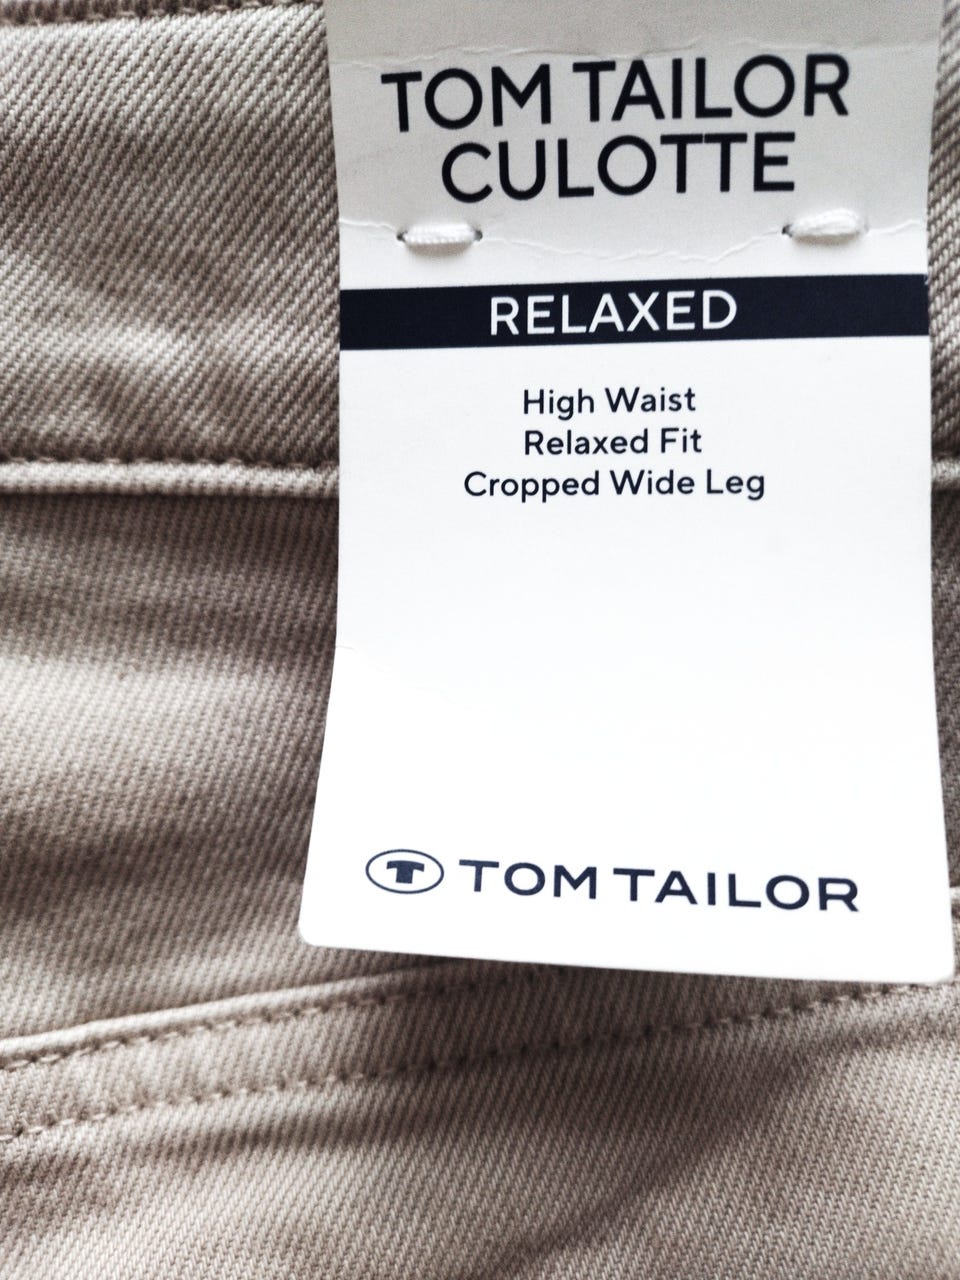 TOM TAILOR
CULOTTE
RELAXED
High Waist
Relaxed Fit
Cropped Wide Leg
TOM TAILOR